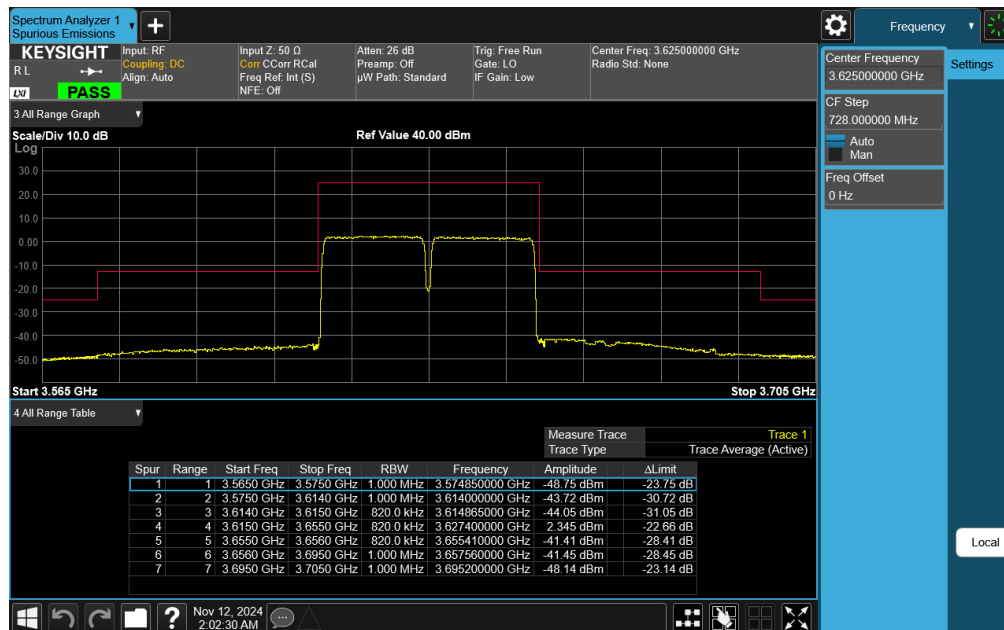 Spectrum Analyzer 1
Spurious Emissions
Frequency
KEYSIGHT
R L
LXI
PASS
Input: RF
Coupling: DC
Align: Auto
Input Z: 50 Ω
Corr CCorr RCal
Freq Ref: Int (S)
NFE: Off
Atten: 26 dB
Preamp: Off
µW Path: Standard
Trig: Free Run
Gate: LO
IF Gain: Low
Center Freq: 3.625000000 GHz
Radio Std: None
Center Frequency
3.625000000 GHz
Settings
CF Step
728.000000 MHz
Auto
Man
Freq Offset
0 Hz
3 All Range Graph
Scale/Div 10.0 dB
Ref Value 40.00 dBm
Log
30.0
20.0
10.0
0.00
-10.0
-20.0
-30.0
-40.0
-50.0
Start 3.565 GHz
Stop 3.705 GHz
4 All Range Table
Measure Trace Trace 1
Trace Type Trace Average (Active)
Spur Range Start Freq Stop Freq RBW Frequency Amplitude ΔLimit
1 1 3.5650 GHz 3.5750 GHz 1.000 MHz 3.574850000 GHz -48.75 dBm -23.75 dB
2 2 3.5750 GHz 3.6140 GHz 1.000 MHz 3.614000000 GHz -43.72 dBm -30.72 dB
3 3 3.6140 GHz 3.6150 GHz 820.0 kHz 3.614865000 GHz -44.05 dBm -31.05 dB
4 4 3.6150 GHz 3.6550 GHz 820.0 kHz 3.627400000 GHz 2.345 dBm -22.66 dB
5 5 3.6550 GHz 3.6560 GHz 820.0 kHz 3.655410000 GHz -41.41 dBm -28.41 dB
6 6 3.6560 GHz 3.6950 GHz 1.000 MHz 3.657560000 GHz -41.45 dBm -28.45 dB
7 7 3.6950 GHz 3.7050 GHz 1.000 MHz 3.695200000 GHz -48.14 dBm -23.14 dB
Local
?
Nov 12, 2024
2:02:30 AM